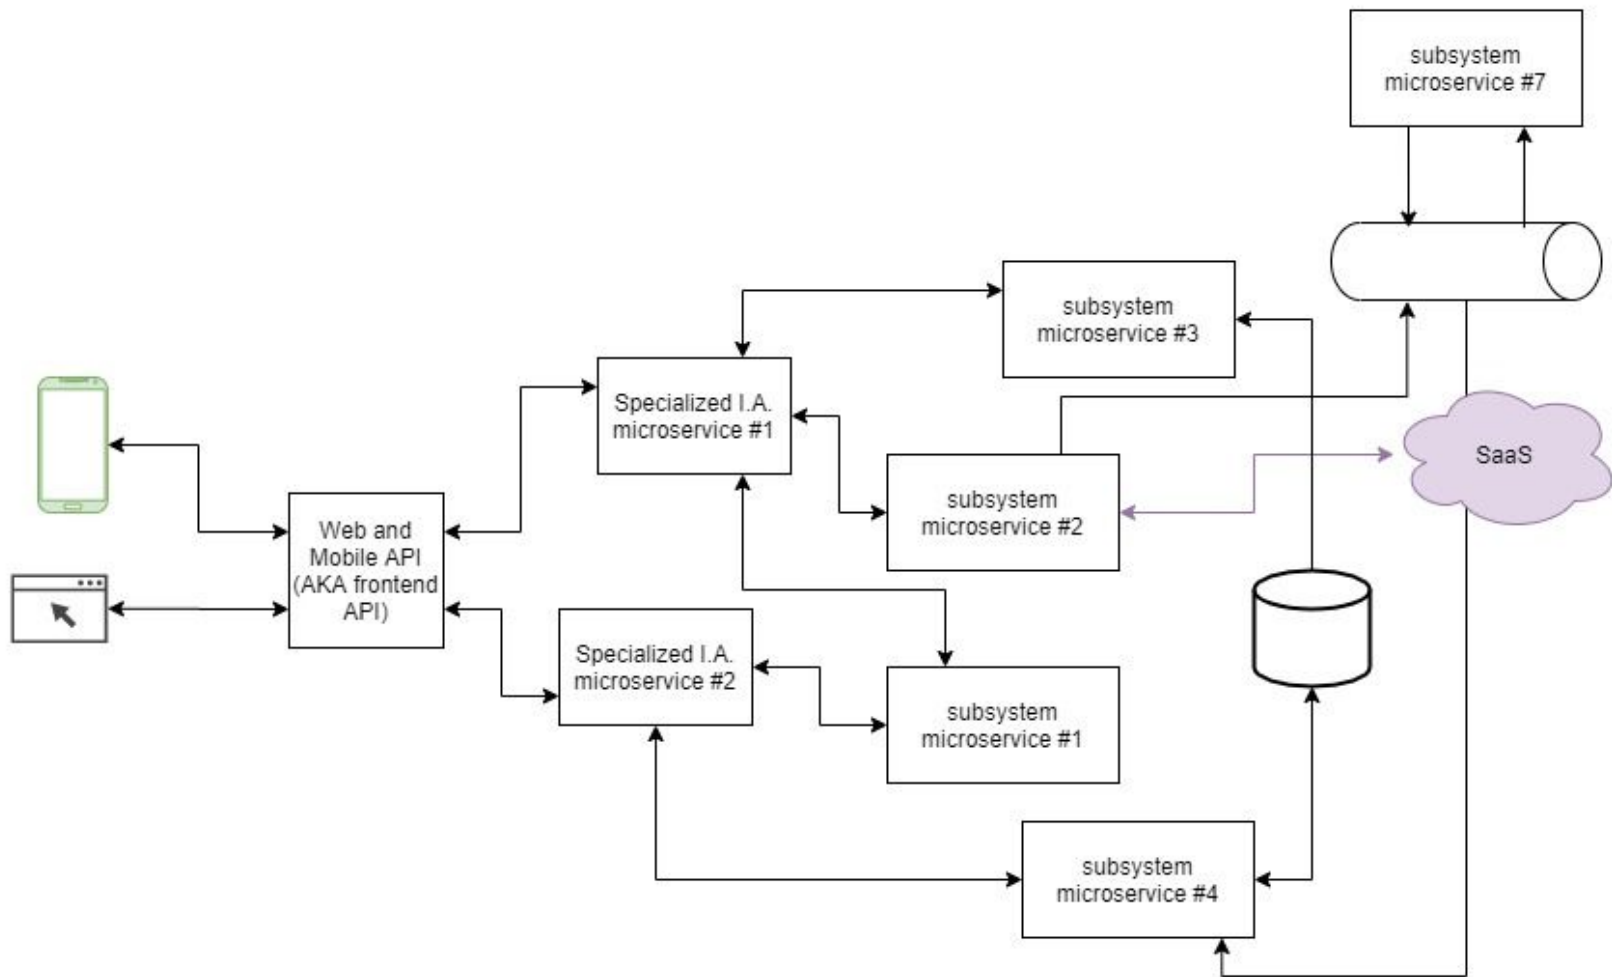 subsystem
microservice #7
subsystem
microservice #3
Specialized I.A.
microservice #1
SaaS
subsystem
microservice #2
Web and
Mobile API
(AKA frontend
API)
Specialized I.A.
microservice #2
subsystem
microservice #1
subsystem
microservice #4